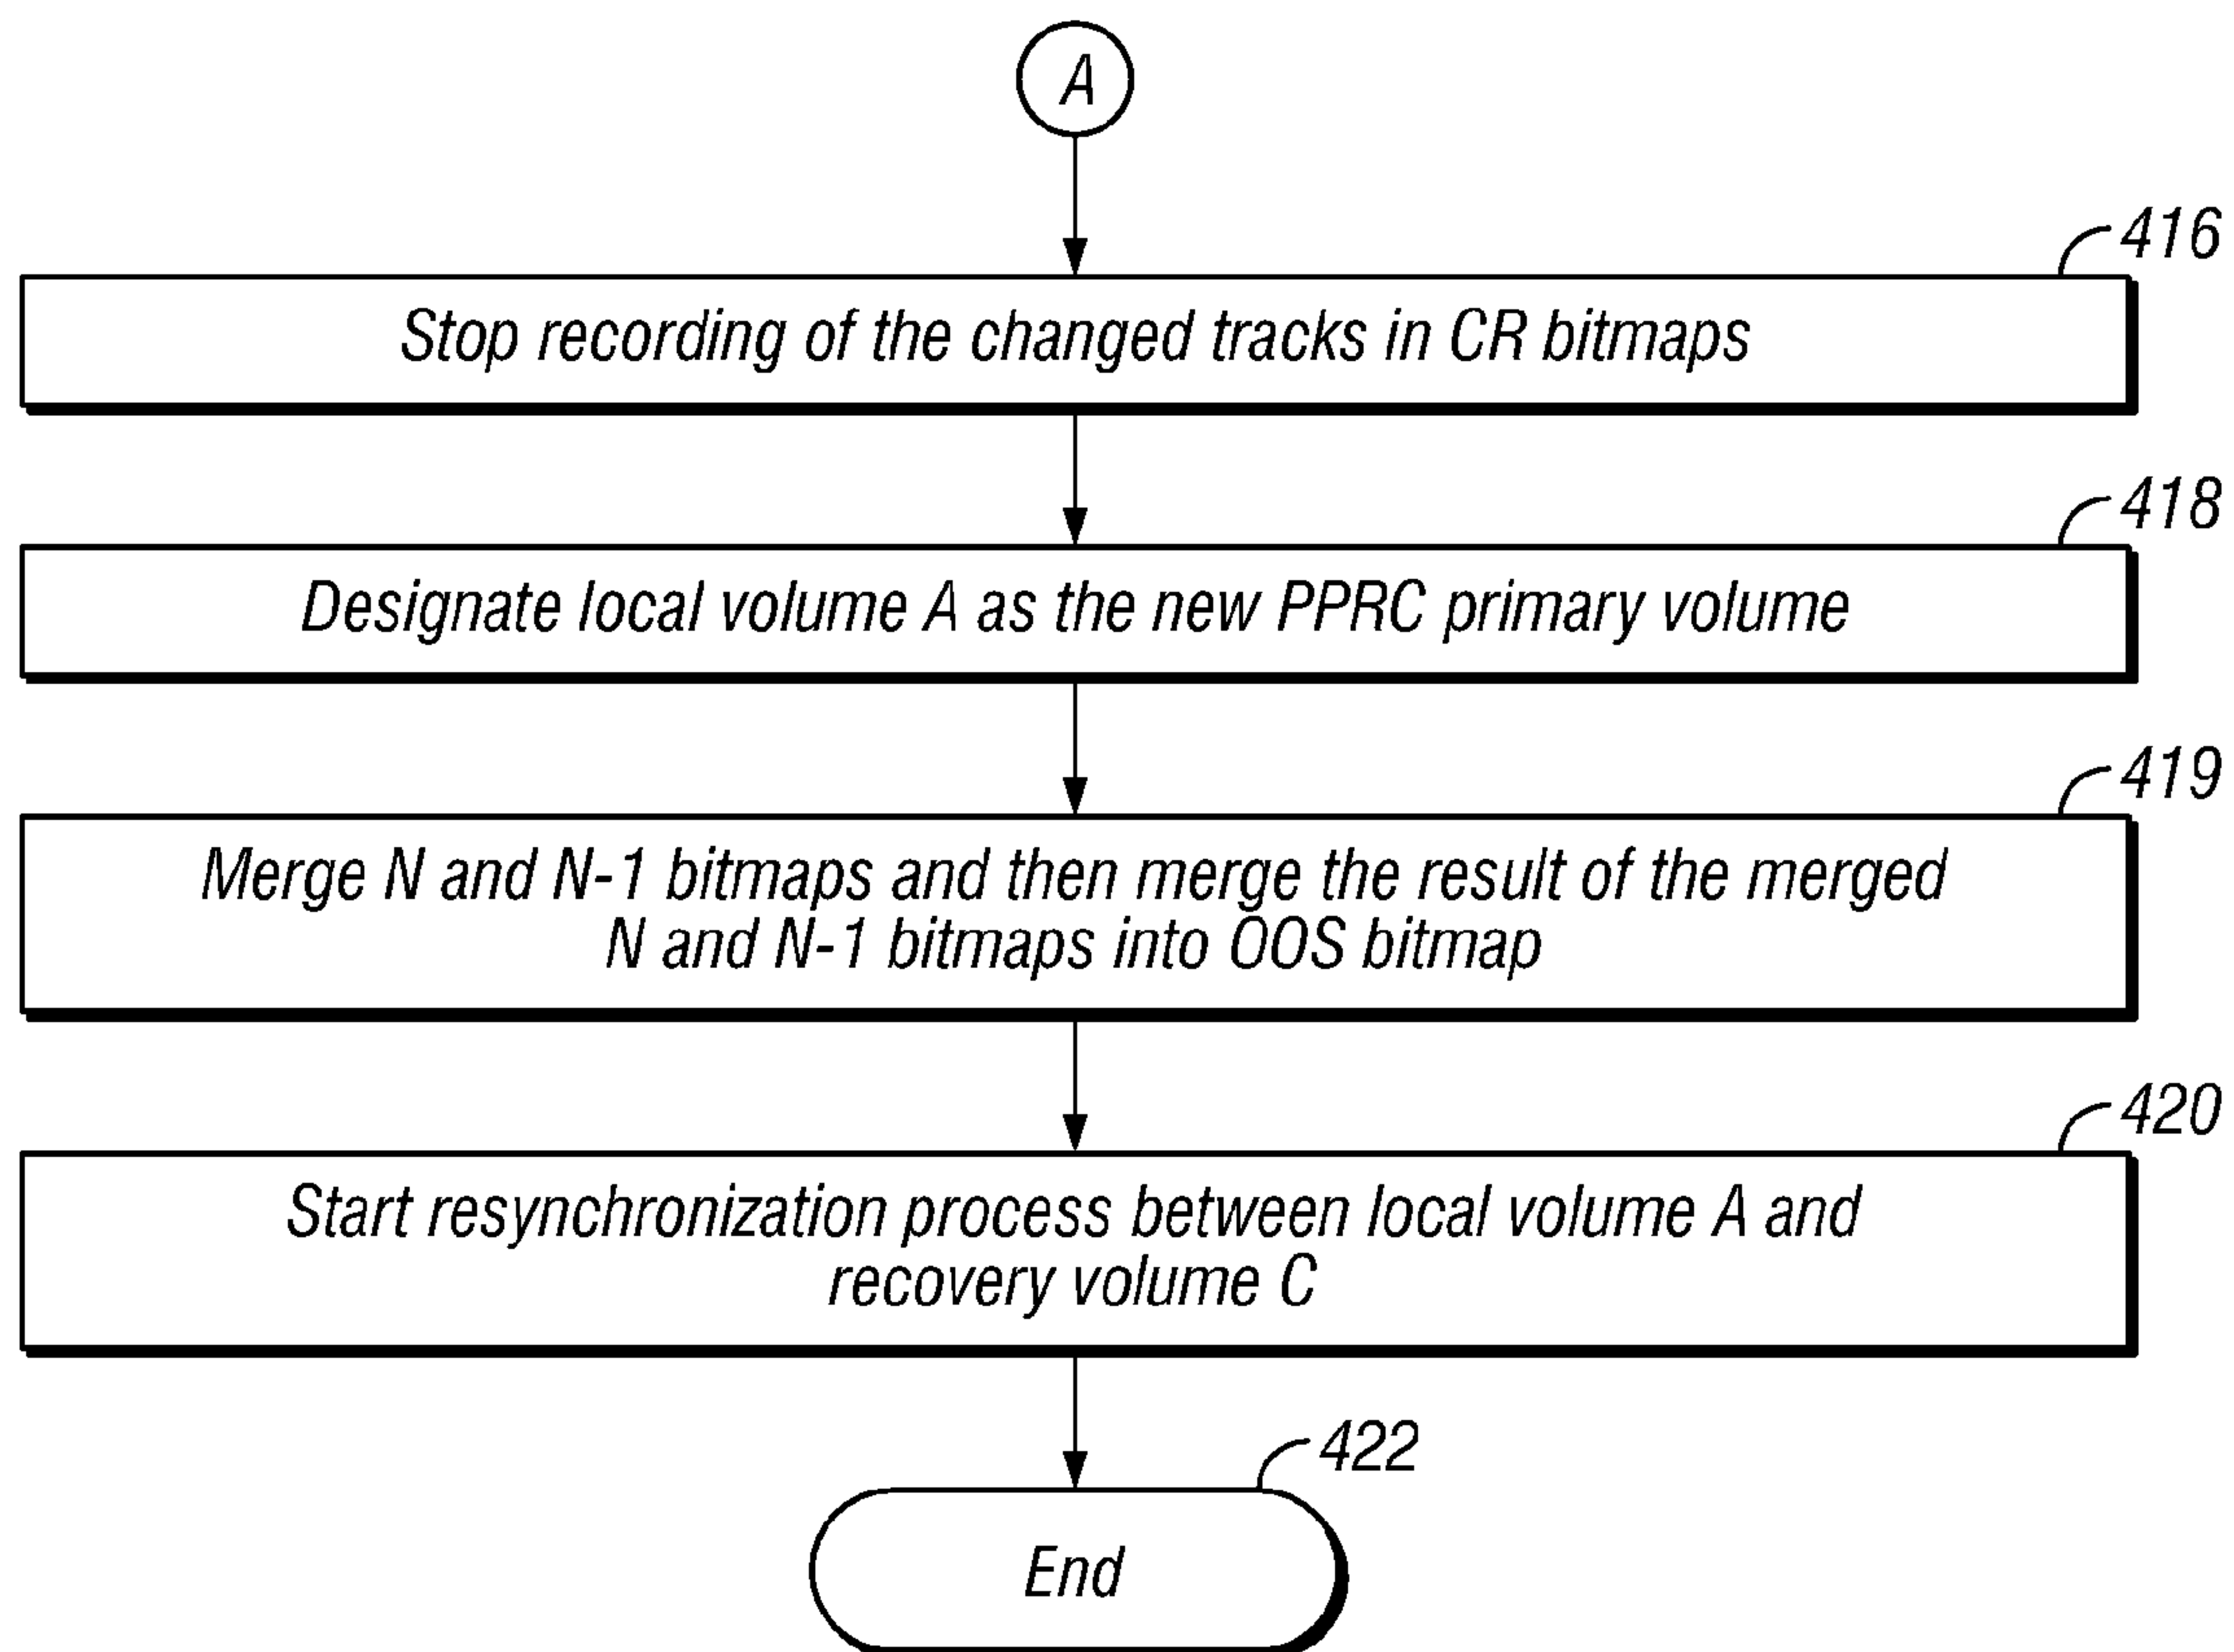 A
416
Stop recording of the changed tracks in CR bitmaps
418
Designate local volume A as the new PPRC primary volume
419
Merge N and N-1 bitmaps and then merge the result of the merged
N and N-1 bitmaps into OOS bitmap
420
Start resynchronization process between local volume A and
recovery volume C
422
End